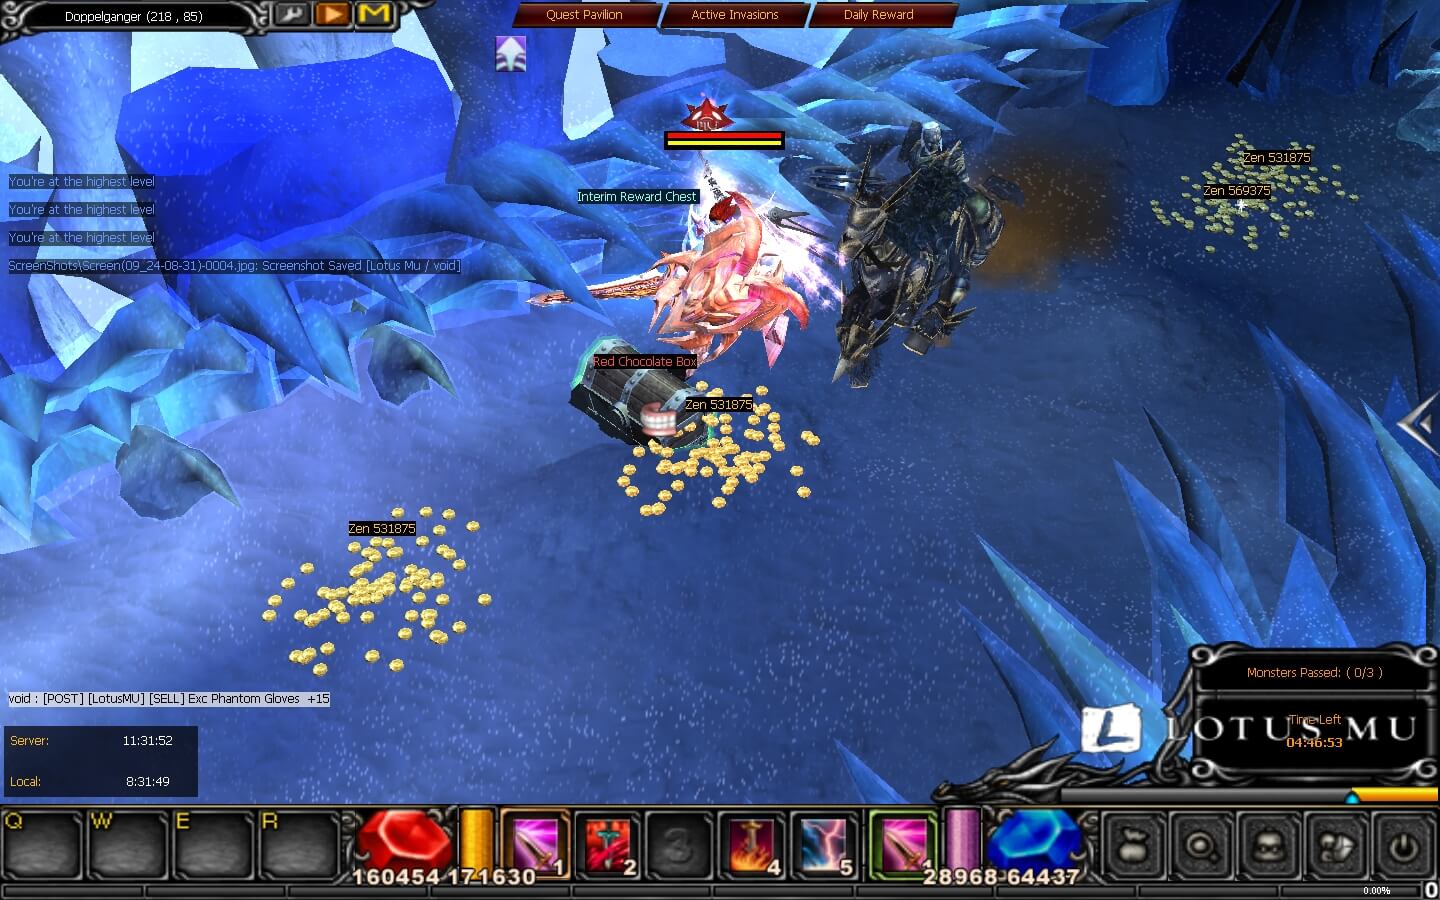 Doppelganger (218 , 85)
Quest Pavilion
Active Invasions
Daily Reward
MU
Zen 531875
Zen 569375
Interim Reward Chest
You're at the highest level
You're at the highest level
You're at the highest level
ScreenShots\Screen(09_24-08-31)-0004.jpg: Screenshot Saved [Lotus Mu / void]
Red Chocolate Box
Zen 531875
Zen 531875
Monsters Passed: ( 0/3 )
Time Left
04:46:53
L LOTUS MU
void : [POST] [LotusMU] [SELL] Exc Phantom Gloves +15
Server: 11:31:52
Local: 8:31:49
Q W E R
1 2 3 4 5 1
160454 171630 28968 64437
0.00% 0